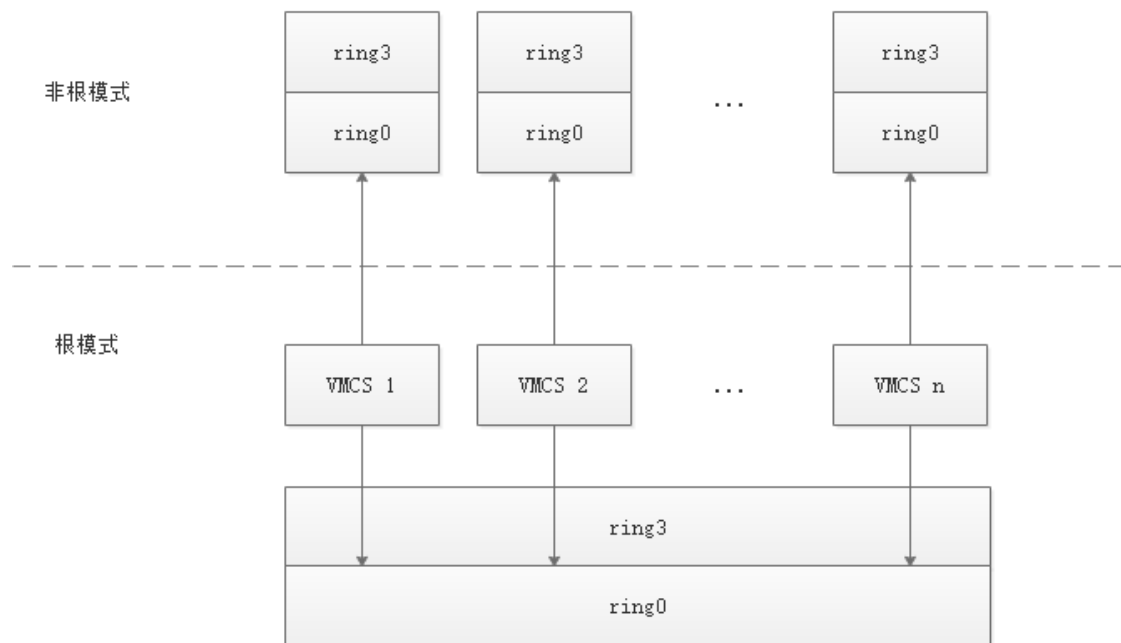 ring3
ring3
ring3
非根模式
...
ring0
ring0
ring0
根模式
VMCS 1
VMCS 2
...
VMCS n
ring3
ring0